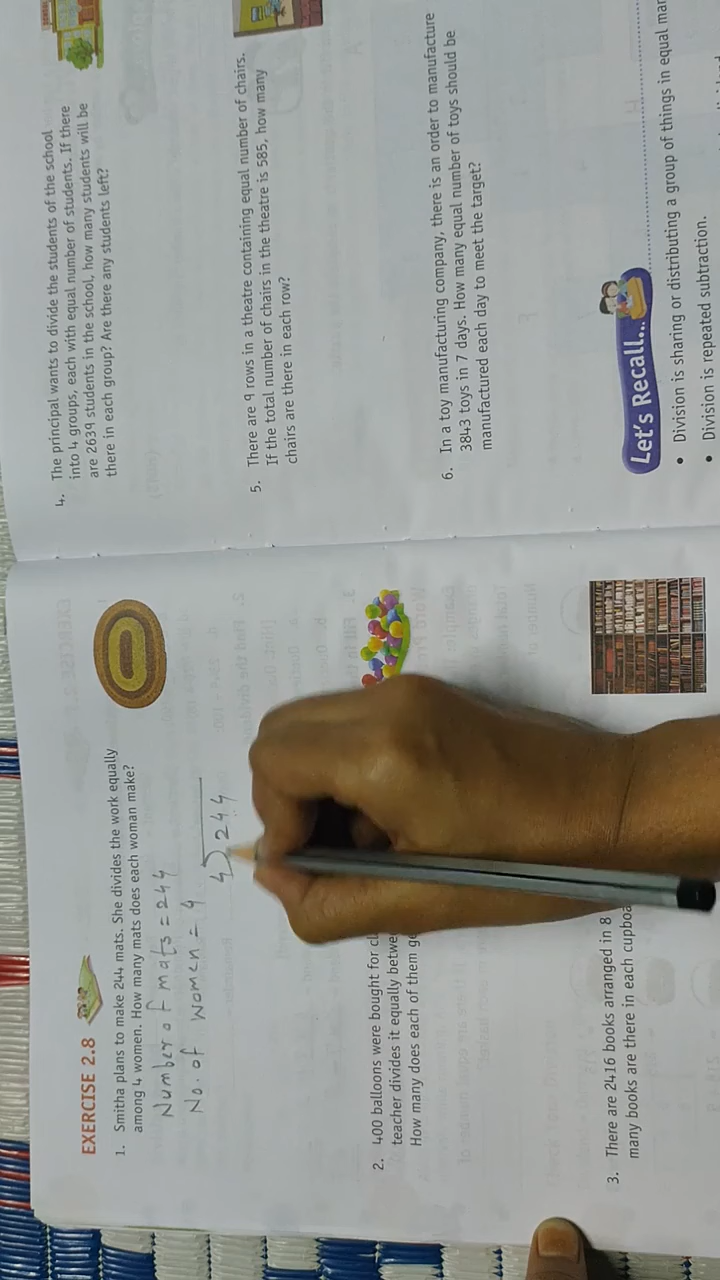 EXERCISE 2.8
1. Smitha plans to make 244 mats. She divides the work equally
among 4 women. How many mats does each woman make?
Number of mats = 244
No. of women = 4
4) 244
2. 400 balloons were bought for
teacher divides it equally
How many does each of them
3. There are 2416 books arranged in 8
many books are there in each
4. The principal wants to divide the students of the school
into 4 groups, each with equal number of students. If there
are 2639 students in the school, how many students will be
there in each group? Are there any students left?
5. There are 9 rows in a theatre containing equal number of chairs.
If the total number of chairs in the theatre is 585, how many
chairs are there in each row?
6. In a toy manufacturing company, there is an order to manufacture
3843 toys in 7 days. How many equal number of toys should be
manufactured each day to meet the target?
Let's Recall...
• Division is sharing or distributing a group of things in equal
• Division is repeated subtraction.